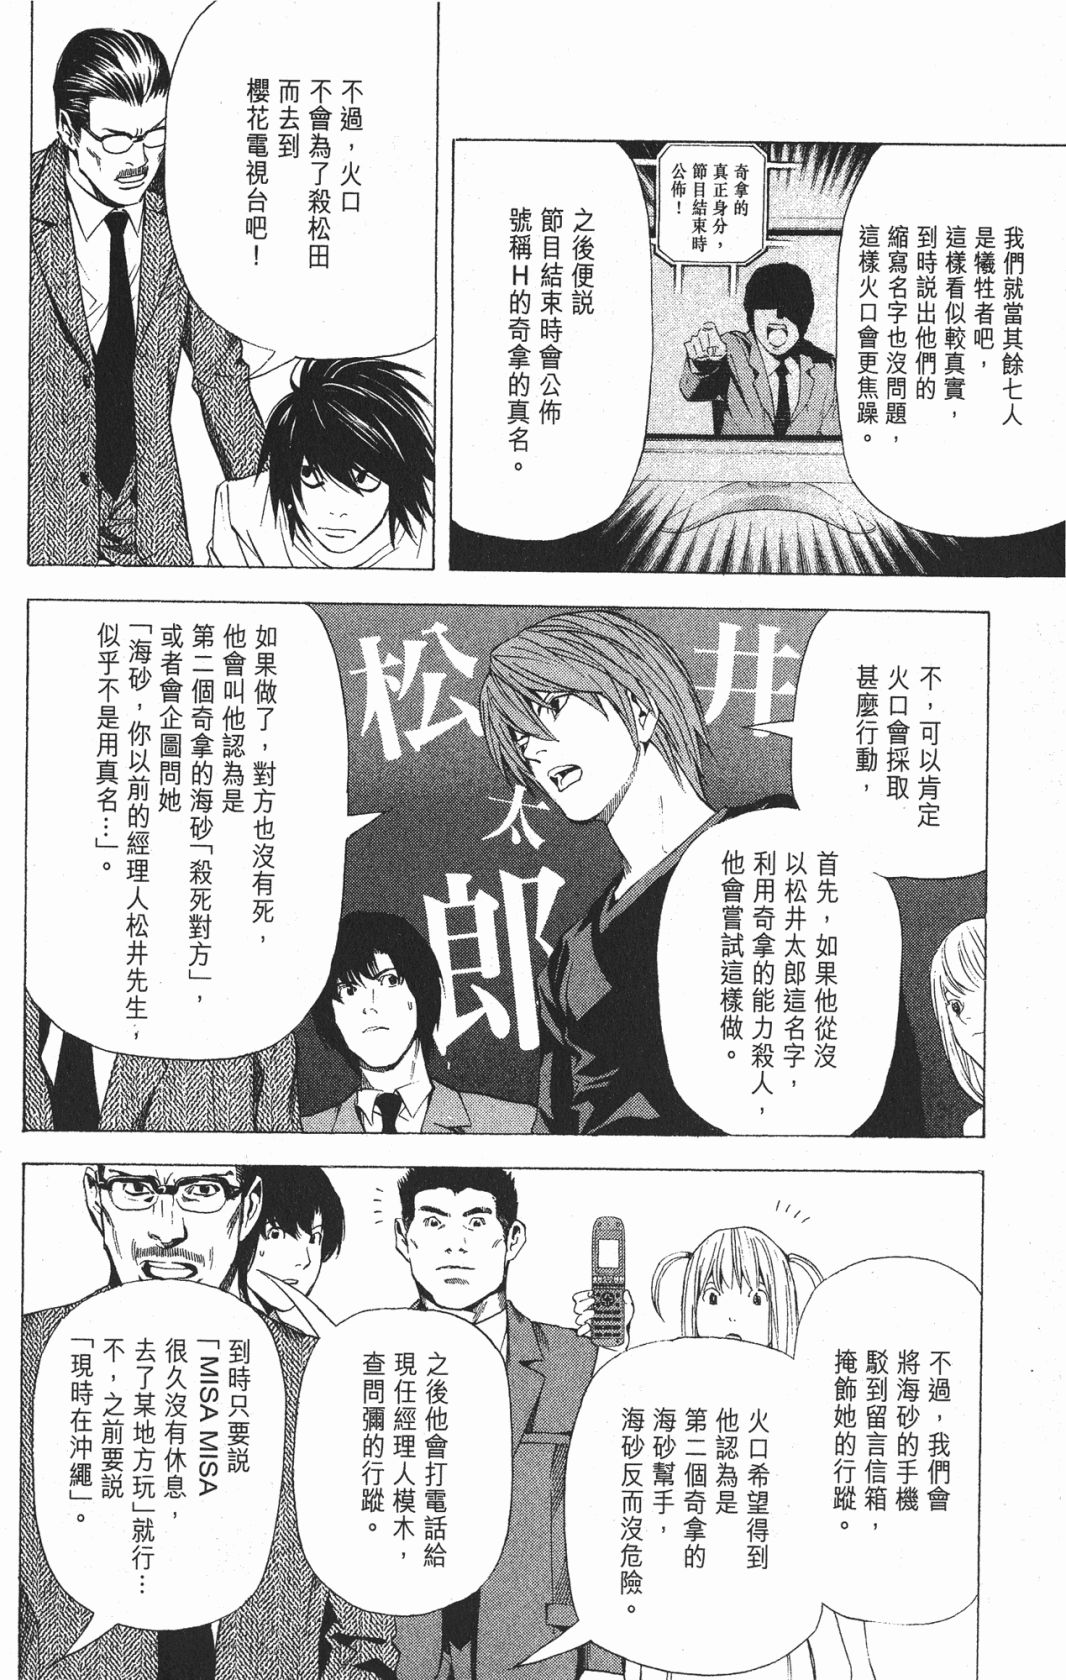 我們就當其餘七人
是犧牲者吧，
這樣看似較真實，
到時說出他們的
縮寫名字也沒問題，
這樣火口會更焦躁。
奇拿的
真正身分，
節目結束時
公佈！
之後便說
節目結束時會公佈
號稱H的奇拿的真名。
不過，火口
不會為了殺松田
而去到
櫻花電視台吧！
不，可以肯定
火口會採取
甚麼行動，
首先，如果他從沒
以松井太郎這名字，
利用奇拿的能力殺人，
他會嘗試這樣做。
松井太郎
如果做了，對方也沒有死，
他會叫他認為是
第二個奇拿的海砂「殺死對方」，
或者會企圖問她
「海砂，你以前的經理人松井先生，
似乎不是用真名…」。
不過，我們會
將海砂的手機
駁到留言信箱，
掩飾她的行蹤。
火口希望得到
他認為是
第二個奇拿的
海砂幫手，
海砂反而沒危險。
之後他會打電話給
現任經理人模木，
查問彌的行蹤。
到時只要說
「MISA MISA
很久沒有休息，
去了某地方玩」就行…
不，之前要說
「現時在沖繩」。